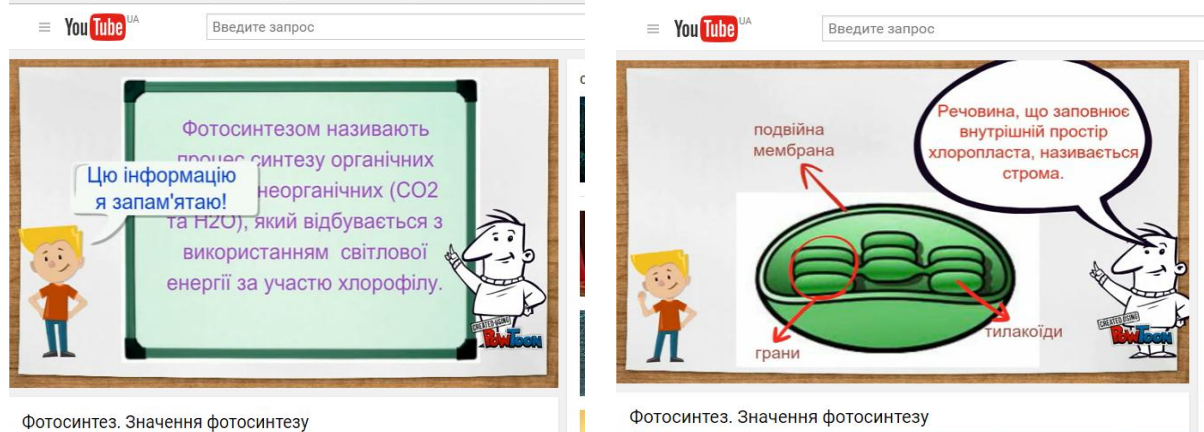 YouTube UA
Введите запрос
Фотосинтезом називають
процес синтезу органічних
неорганічних (CO2
та H2O), який відбувається з
використанням світлової
енергії за участю хлорофілу.
Цю інформацію
я запам'ятаю!
CREATED USING
POWTOON
Фотосинтез. Значення фотосинтезу
YouTube UA
Введите запрос
Речовина, що заповнює
внутрішній простір
хлоропласта, називається
строма.
подвійна
мембрана
тилакоїди
грани
CREATED USING
POWTOON
Фотосинтез. Значення фотосинтезу